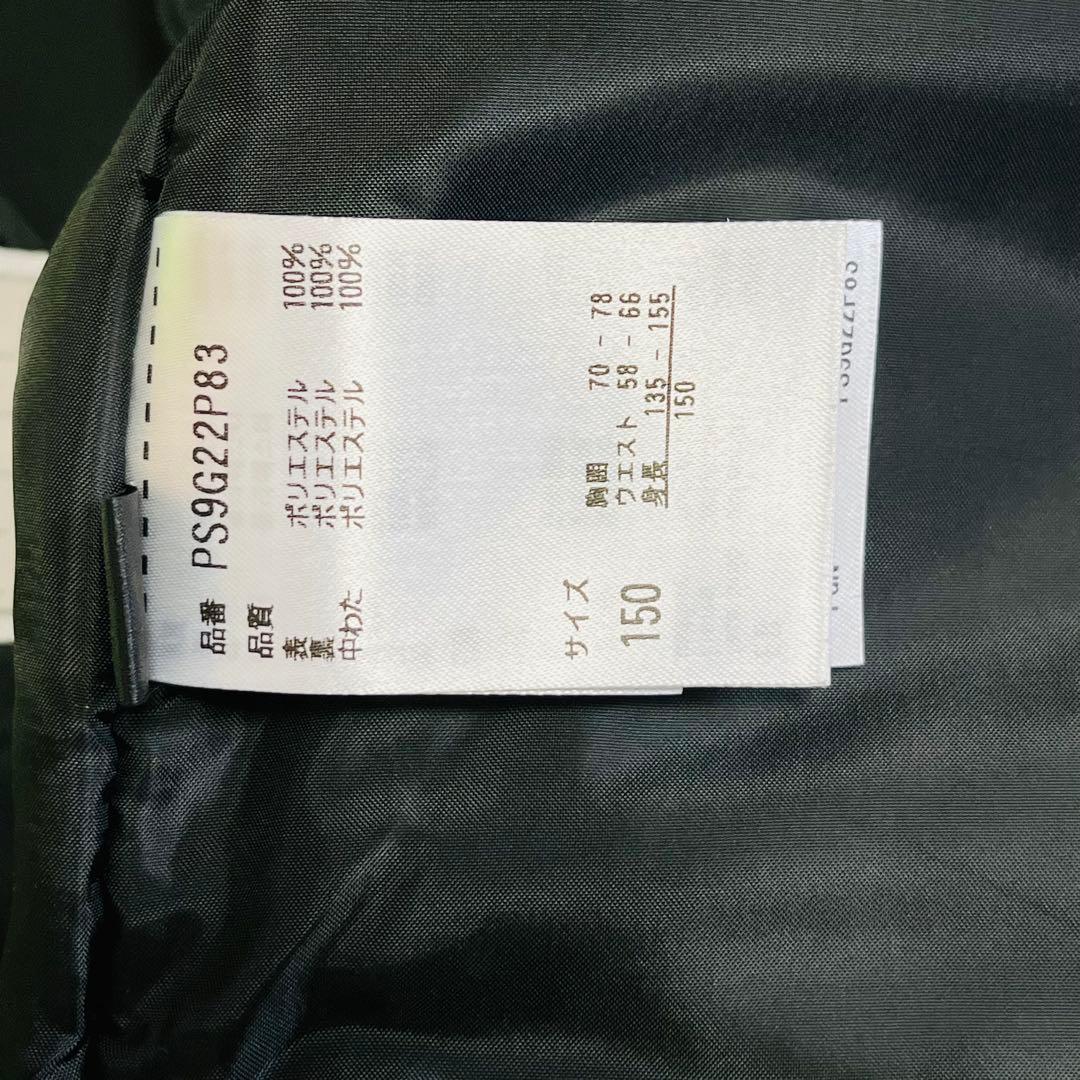 品番 PS9G22P83
品質
表 ポリエステル 100%
裏 ポリエステル 100%
中わた ポリエステル 100%
サイズ
胸囲 70 - 78
ウエスト 58 - 66
身長 135 - 155
150
150